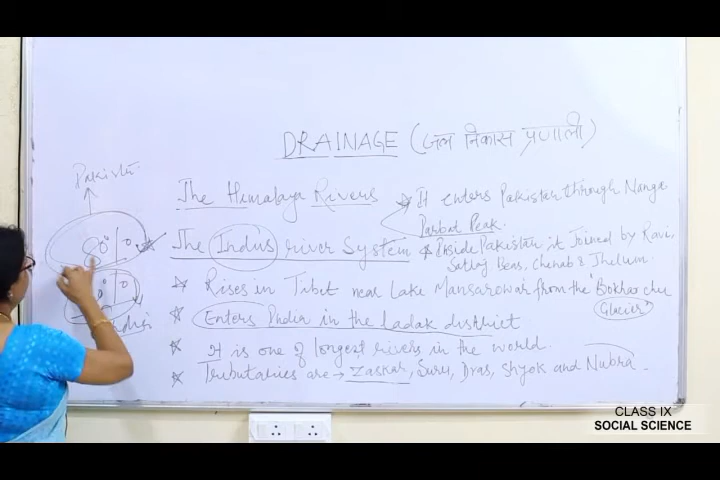 DRAINAGE (जल निकास प्रणाली)
Pakistan
The Himalaya Rivers
It enters Pakistan through Nanga
Parbat Peak.
The Indus river System
Inside Pakistan it Joined by Ravi,
Satluj, Beas, Chenab & Jhelum.
Rises in Tibet near Lake Mansarowar from the "Bokhar chu
Glacier"
Enters India in the Ladak district
It is one of longest rivers in the world.
Tributaries are → Zaskar, Suru, Dras, Shyok and Nubra.
80% | 20
20% | 0
CLASS IX
SOCIAL SCIENCE